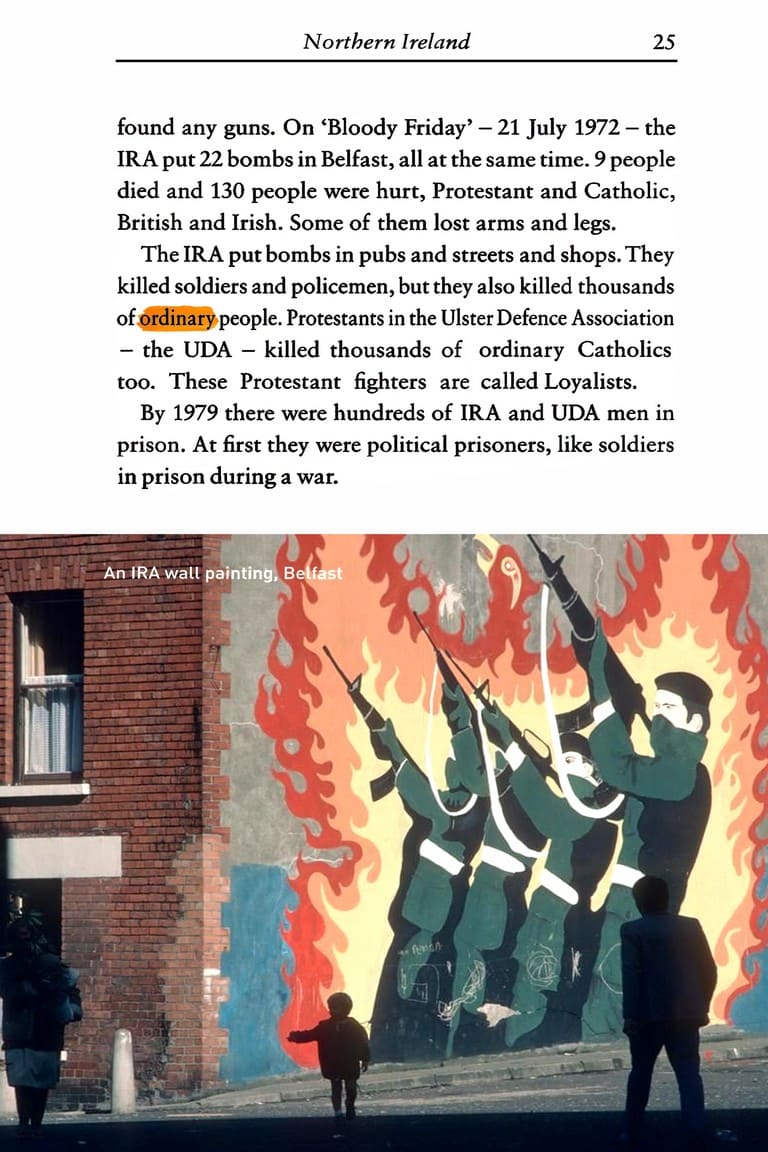 Northern Ireland 25
found any guns. On ‘Bloody Friday’ – 21 July 1972 – the
IRA put 22 bombs in Belfast, all at the same time. 9 people
died and 130 people were hurt, Protestant and Catholic,
British and Irish. Some of them lost arms and legs.
The IRA put bombs in pubs and streets and shops. They
killed soldiers and policemen, but they also killed thousands
of ordinary people. Protestants in the Ulster Defence Association
– the UDA – killed thousands of ordinary Catholics
too. These Protestant fighters are called Loyalists.
By 1979 there were hundreds of IRA and UDA men in
prison. At first they were political prisoners, like soldiers
in prison during a war.
An IRA wall painting, Belfast